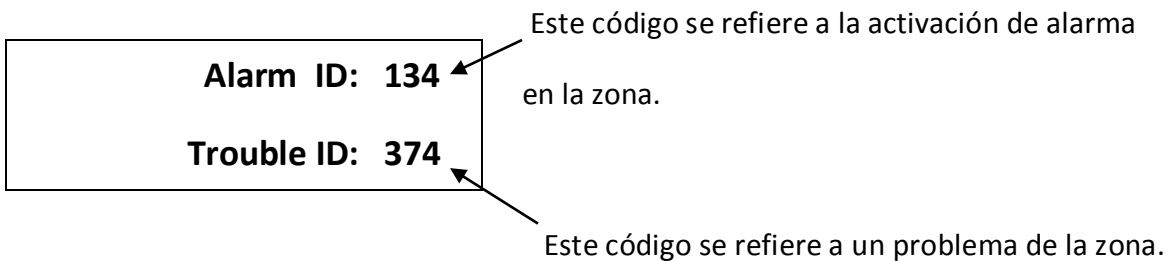 Este código se refiere a la activación de alarma
Alarm ID: 134
en la zona.
Trouble ID: 374
Este código se refiere a un problema de la zona.